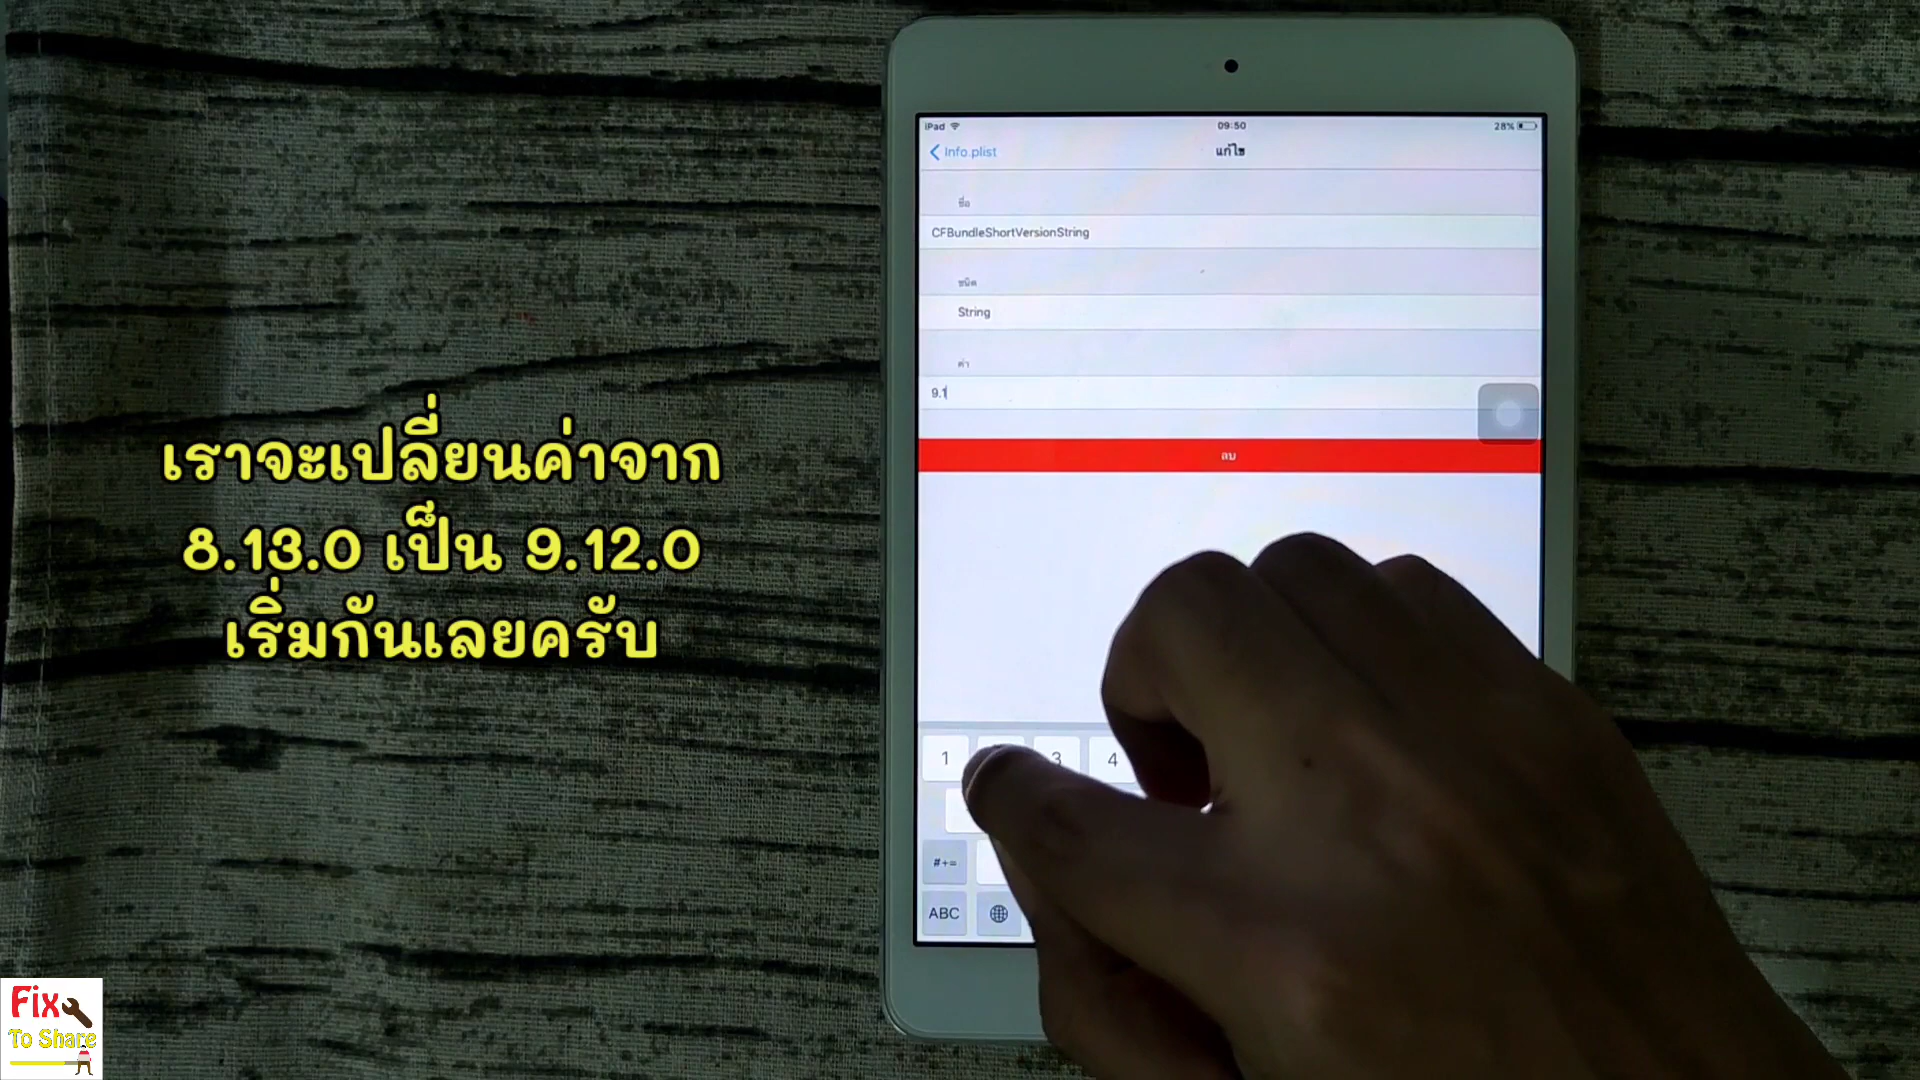 iPad 09:50 28%
Info.plist แก้ไข
ชื่อ
CFBundleShortVersionString
ชนิด
String
ค่า
9.1
ลบ
เราจะเปลี่ยนค่าจาก
8.13.0 เป็น 9.12.0
เริ่มกันเลยครับ
1 3 4
#+=
ABC
Fix
To Share